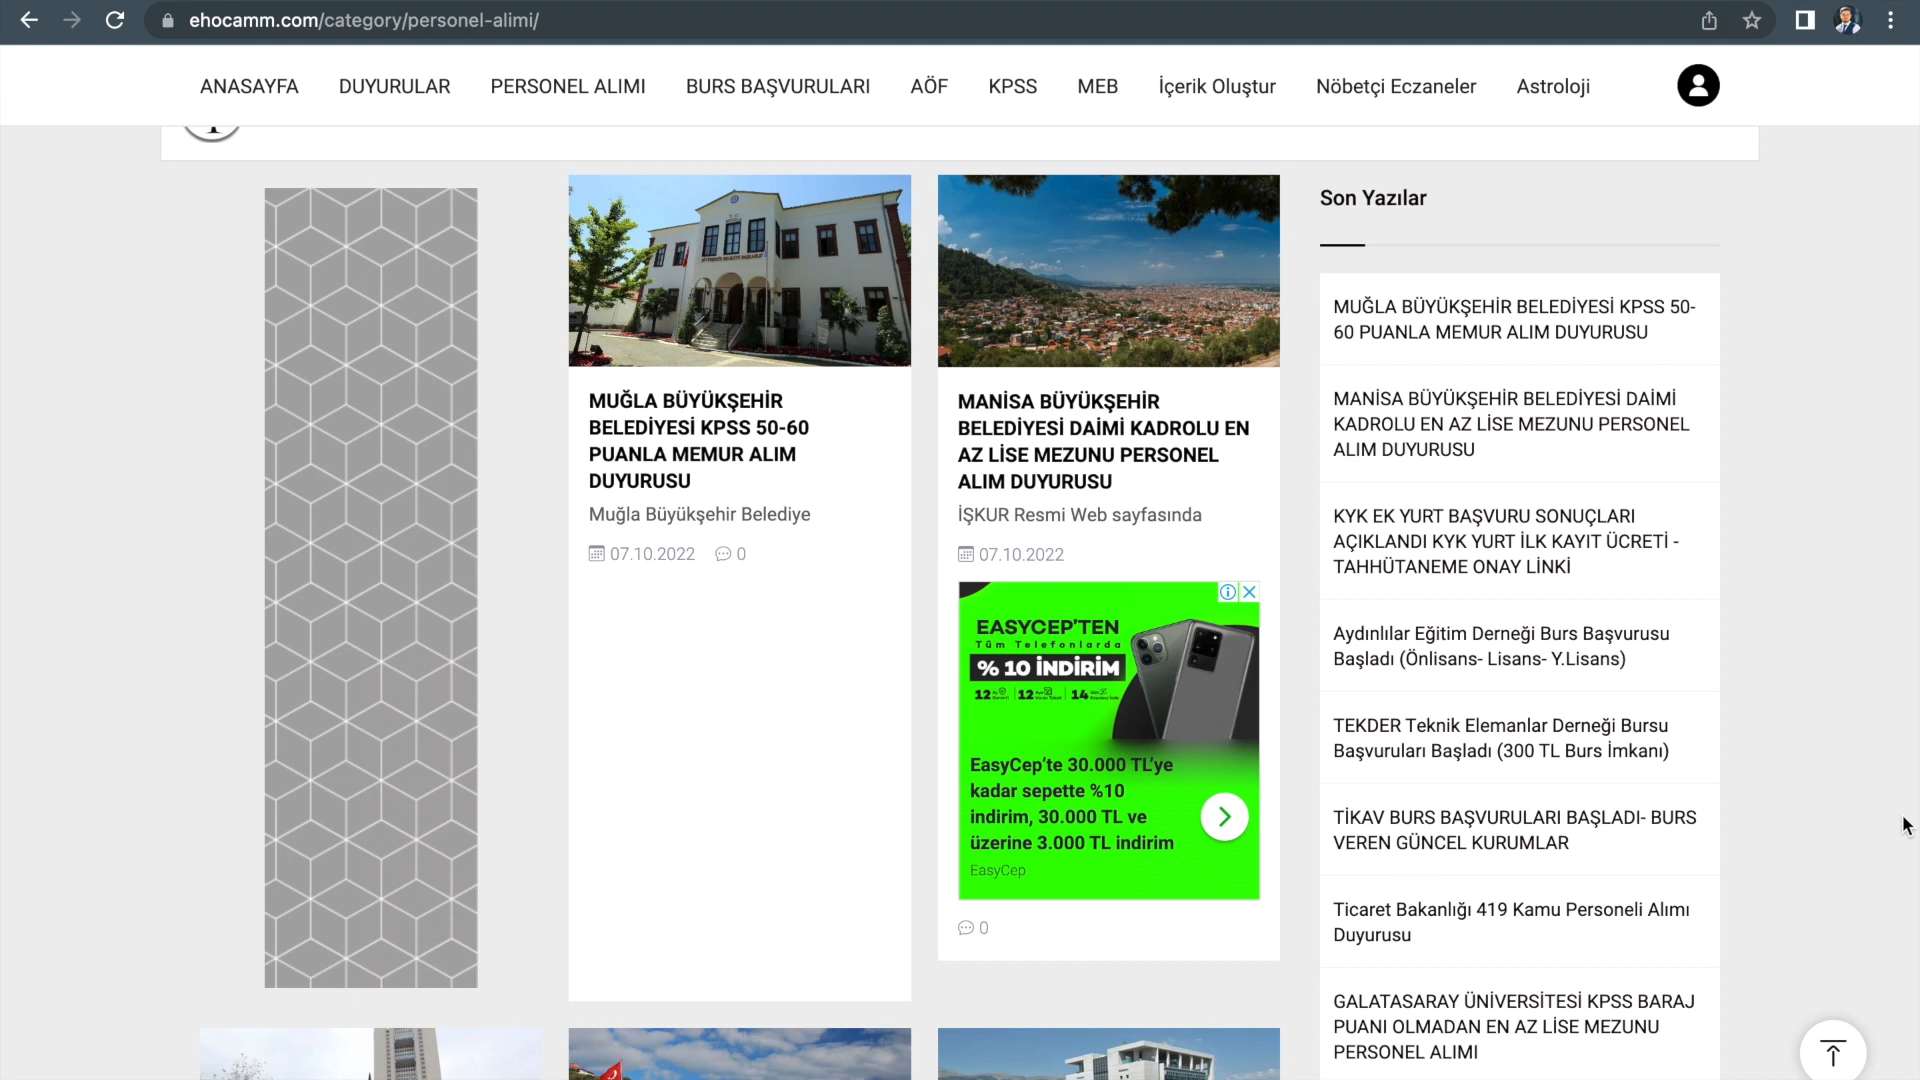 ehocamm.com/category/personel-alimi/
ANASAYFA DUYURULAR PERSONEL ALIMI BURS BAŞVURULARI AÖF KPSS MEB İçerik Oluştur Nöbetçi Eczaneler Astroloji
MUĞLA BÜYÜKŞEHİR
BELEDİYESİ KPSS 50-60
PUANLA MEMUR ALIM
DUYURUSU
Muğla Büyükşehir Belediye
07.10.2022 0
MANİSA BÜYÜKŞEHİR
BELEDİYESİ DAİMİ KADROLU EN
AZ LİSE MEZUNU PERSONEL
ALIM DUYURUSU
İŞKUR Resmi Web sayfasında
07.10.2022
EASYCEP'TEN
Tüm Telefonlarda
% 10 İNDİRİM
12 12 14
EasyCep'te 30.000 TL'ye
kadar sepette %10
indirim, 30.000 TL ve
üzerine 3.000 TL indirim
EasyCep
0
Son Yazılar
MUĞLA BÜYÜKŞEHİR BELEDİYESİ KPSS 50-
60 PUANLA MEMUR ALIM DUYURUSU
MANİSA BÜYÜKŞEHİR BELEDİYESİ DAİMİ
KADROLU EN AZ LİSE MEZUNU PERSONEL
ALIM DUYURUSU
KYK EK YURT BAŞVURU SONUÇLARI
AÇIKLANDI KYK YURT İLK KAYIT ÜCRETİ -
TAHHÜTANEME ONAY LİNKİ
Aydınlılar Eğitim Derneği Burs Başvurusu
Başladı (Önlisans- Lisans- Y.Lisans)
TEKDER Teknik Elemanlar Derneği Bursu
Başvuruları Başladı (300 TL Burs İmkanı)
TİKAV BURS BAŞVURULARI BAŞLADI- BURS
VEREN GÜNCEL KURUMLAR
Ticaret Bakanlığı 419 Kamu Personeli Alımı
Duyurusu
GALATASARAY ÜNİVERSİTESİ KPSS BARAJ
PUANI OLMADAN EN AZ LİSE MEZUNU
PERSONEL ALIMI